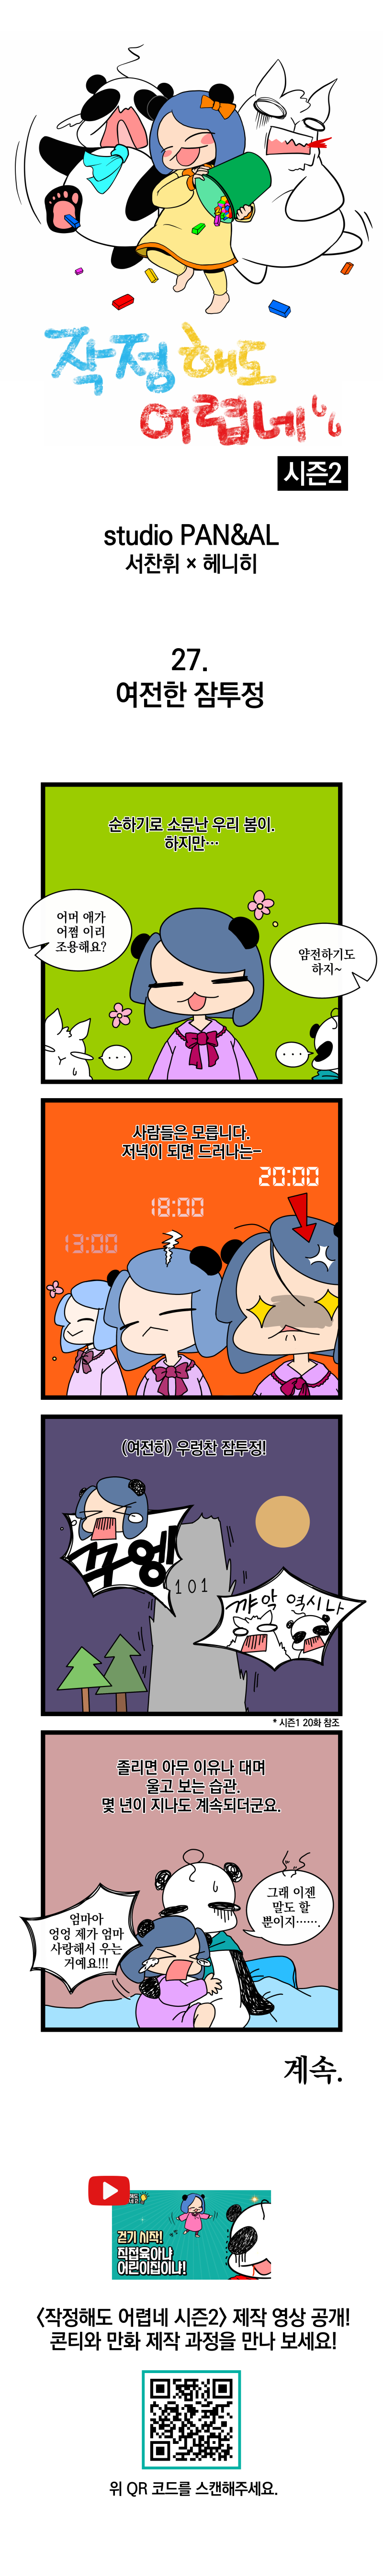 작정해도
어렵네
시즌2
studio PAN&AL
서찬휘 × 헤니히
27.
여전한 잠투정
순하기로 소문난 우리 봄이.
하지만…
어머 애가
어쩜 이리
조용해요?
얌전하기도
하지~
...
...
사람들은 모릅니다.
저녁이 되면 드러나는-
20:00
18:00
13:00
(여전히) 우렁찬 잠투정!
꾸엥
101
꺄악 역시나
* 시즌1 20화 참조
졸리면 아무 이유나 대며
울고 보는 습관.
몇 년이 지나도 계속되더군요.
그래 이젠
말도 할
뿐이지…….
엄마아
엉엉 제가 엄마
사랑해서 우는
거예요!!!
계속.
걷기 시작!
직접육아냐
어린이집이냐!
<작정해도 어렵네 시즌2> 제작 영상 공개!
콘티와 만화 제작 과정을 만나 보세요!
위 QR 코드를 스캔해주세요.